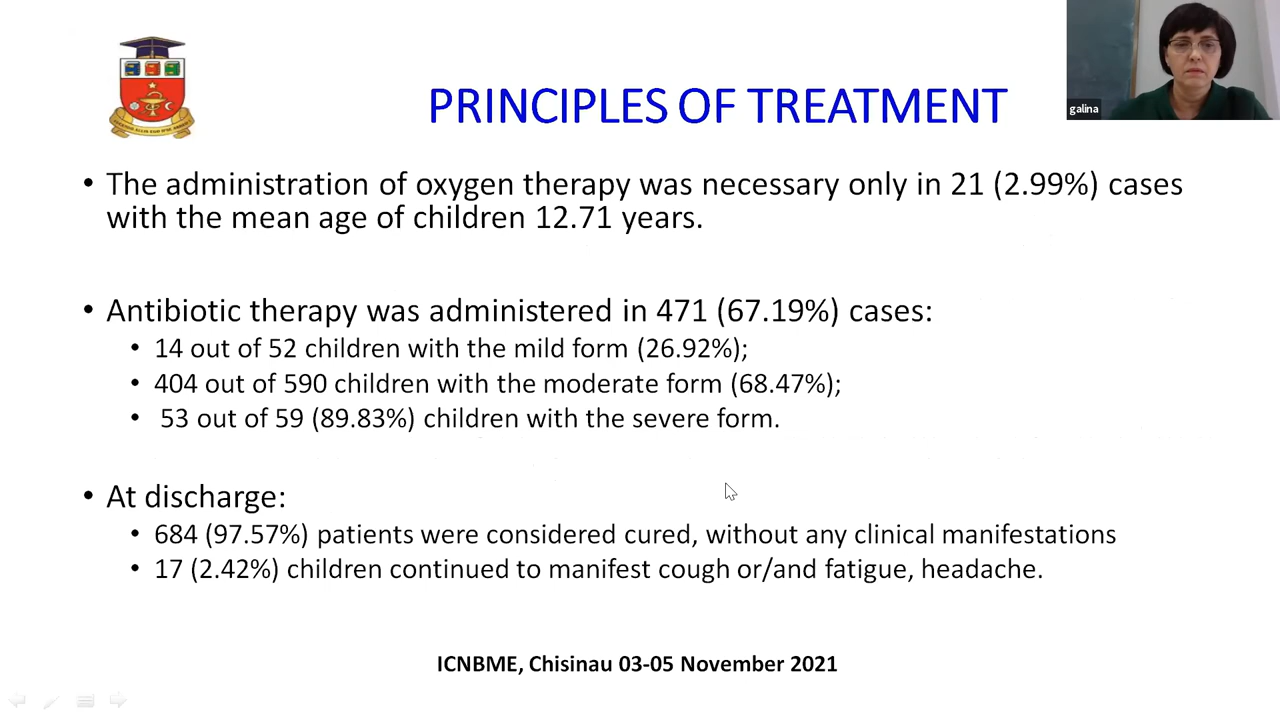 galina
PRINCIPLES OF TREATMENT
• The administration of oxygen therapy was necessary only in 21 (2.99%) cases
with the mean age of children 12.71 years.
• Antibiotic therapy was administered in 471 (67.19%) cases:
• 14 out of 52 children with the mild form (26.92%);
• 404 out of 590 children with the moderate form (68.47%);
• 53 out of 59 (89.83%) children with the severe form.
• At discharge:
• 684 (97.57%) patients were considered cured, without any clinical manifestations
• 17 (2.42%) children continued to manifest cough or/and fatigue, headache.
ICNBME, Chisinau 03-05 November 2021